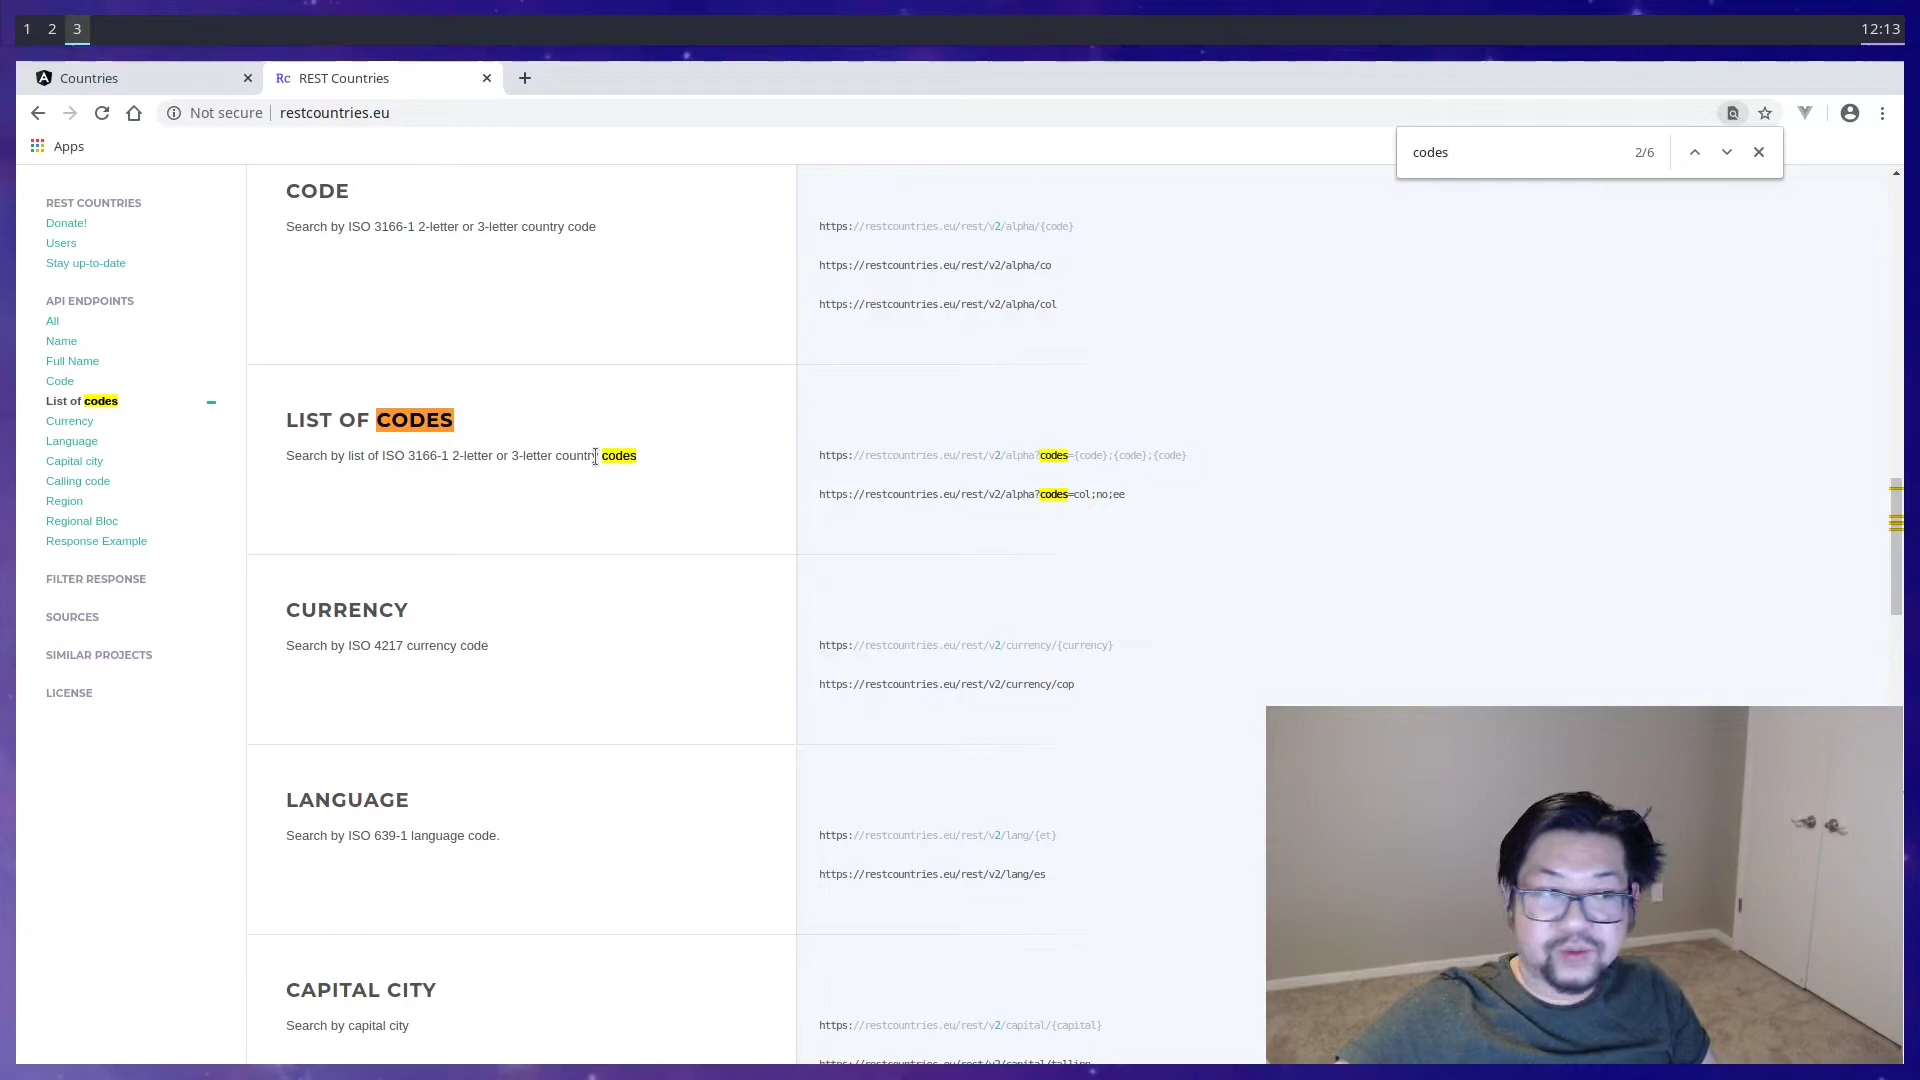 1 2 3
12:13
Countries
Rc REST Countries
Not secure restcountries.eu
Apps
codes 2/6
REST COUNTRIES
Donate!
Users
Stay up-to-date
API ENDPOINTS
All
Name
Full Name
Code
List of codes
Currency
Language
Capital city
Calling code
Region
Regional Bloc
Response Example
FILTER RESPONSE
SOURCES
SIMILAR PROJECTS
LICENSE
CODE
Search by ISO 3166-1 2-letter or 3-letter country code
https://restcountries.eu/rest/v2/alpha/{code}
https://restcountries.eu/rest/v2/alpha/co
https://restcountries.eu/rest/v2/alpha/col
LIST OF CODES
Search by list of ISO 3166-1 2-letter or 3-letter country codes
https://restcountries.eu/rest/v2/alpha?codes={code};{code};{code}
https://restcountries.eu/rest/v2/alpha?codes=col;no;ee
CURRENCY
Search by ISO 4217 currency code
https://restcountries.eu/rest/v2/currency/{currency}
https://restcountries.eu/rest/v2/currency/cop
LANGUAGE
Search by ISO 639-1 language code.
https://restcountries.eu/rest/v2/lang/{et}
https://restcountries.eu/rest/v2/lang/es
CAPITAL CITY
Search by capital city
https://restcountries.eu/rest/v2/capital/{capital}
https://restcountries.eu/rest/v2/capital/tallinn